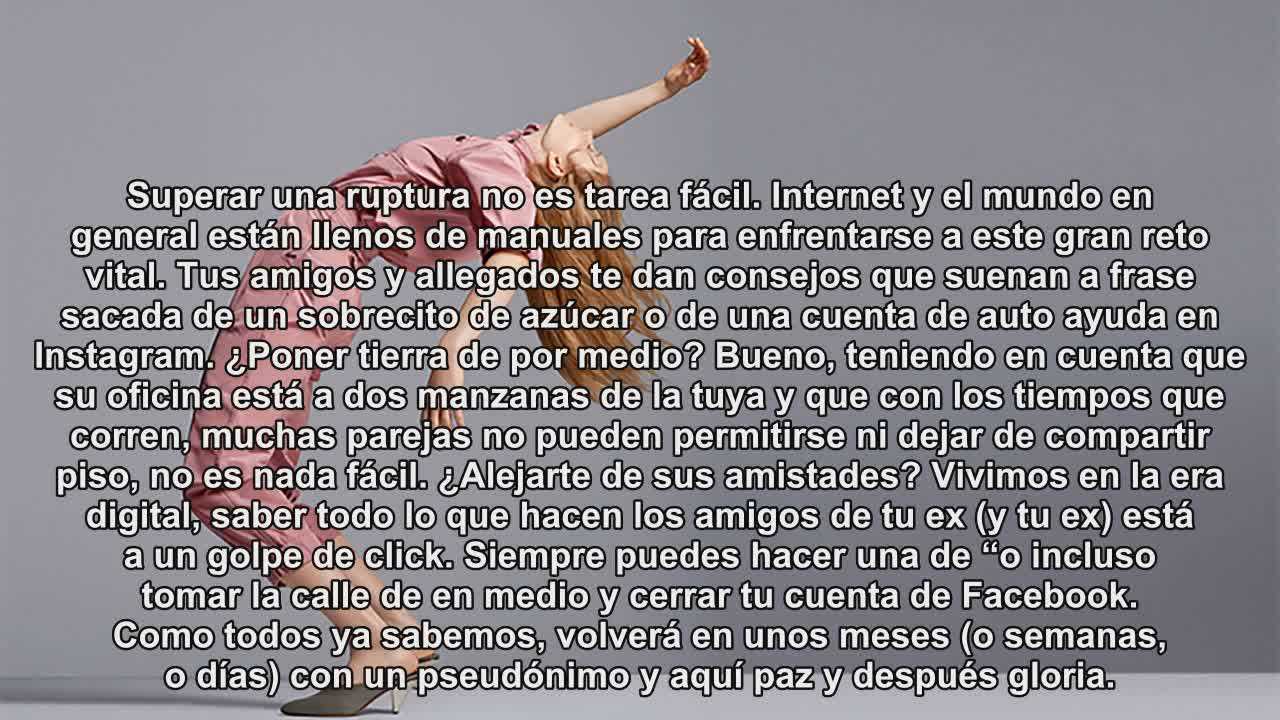 Superar una ruptura no es tarea fácil. Internet y el mundo en
general están llenos de manuales para enfrentarse a este gran reto
vital. Tus amigos y allegados te dan consejos que suenan a frase
sacada de un sobrecito de azúcar o de una cuenta de auto ayuda en
Instagram. ¿Poner tierra de por medio? Bueno, teniendo en cuenta que
su oficina está a dos manzanas de la tuya y que con los tiempos que
corren, muchas parejas no pueden permitirse ni dejar de compartir
piso, no es nada fácil. ¿Alejarte de sus amistades? Vivimos en la era
digital, saber todo lo que hacen los amigos de tu ex (y tu ex) está
a un golpe de click. Siempre puedes hacer una de “o incluso
tomar la calle de en medio y cerrar tu cuenta de Facebook.
Como todos ya sabemos, volverá en unos meses (o semanas,
o días) con un pseudónimo y aquí paz y después gloria.